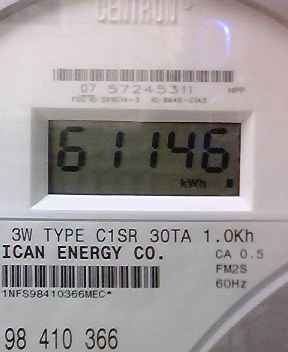 CENTRON
07 57245311 HPP
61146
kWh
3W TYPE C1SR 30TA 1.0Kh
ICAN ENERGY CO. CA 0.5
FM2S
60Hz
1NFS98410366MEC*
98 410 366